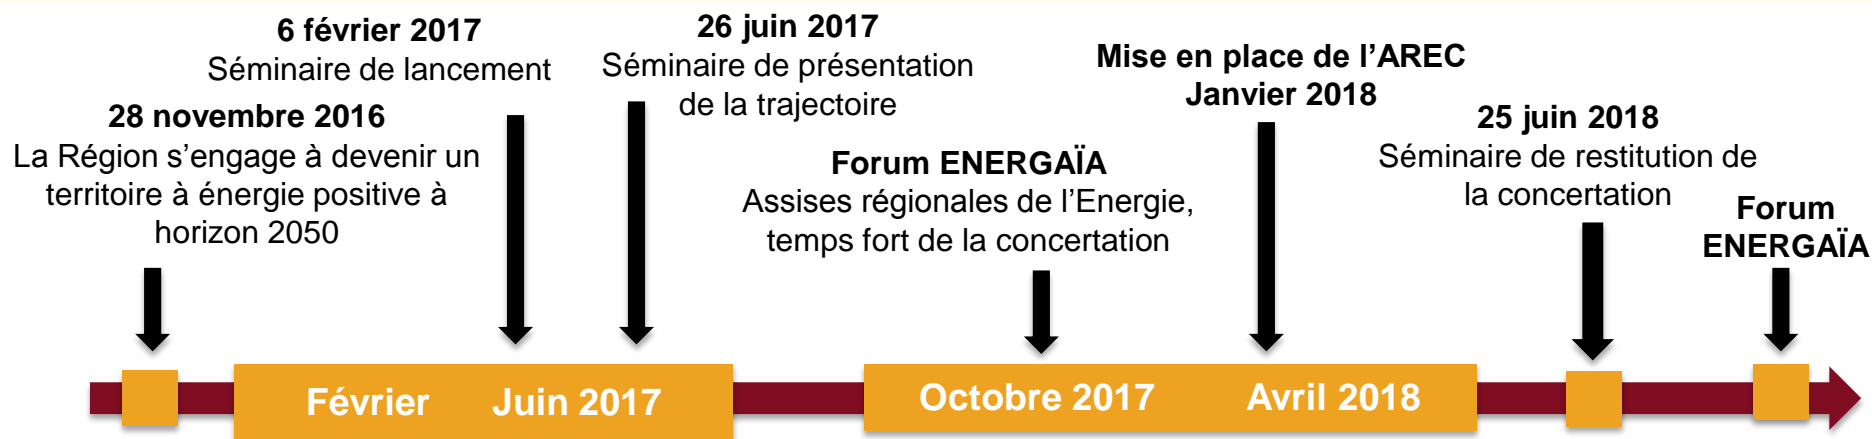 6 février 2017
Séminaire de lancement
28 novembre 2016
La Région s’engage à devenir un
territoire à énergie positive à
horizon 2050
26 juin 2017
Séminaire de présentation
de la trajectoire
Forum ENERGAÏA
Assises régionales de l’Energie,
temps fort de la concertation
Mise en place de l’AREC
Janvier 2018
25 juin 2018
Séminaire de restitution de
la concertation
Forum
ENERGAÏA
Février Juin 2017
Octobre 2017 Avril 2018